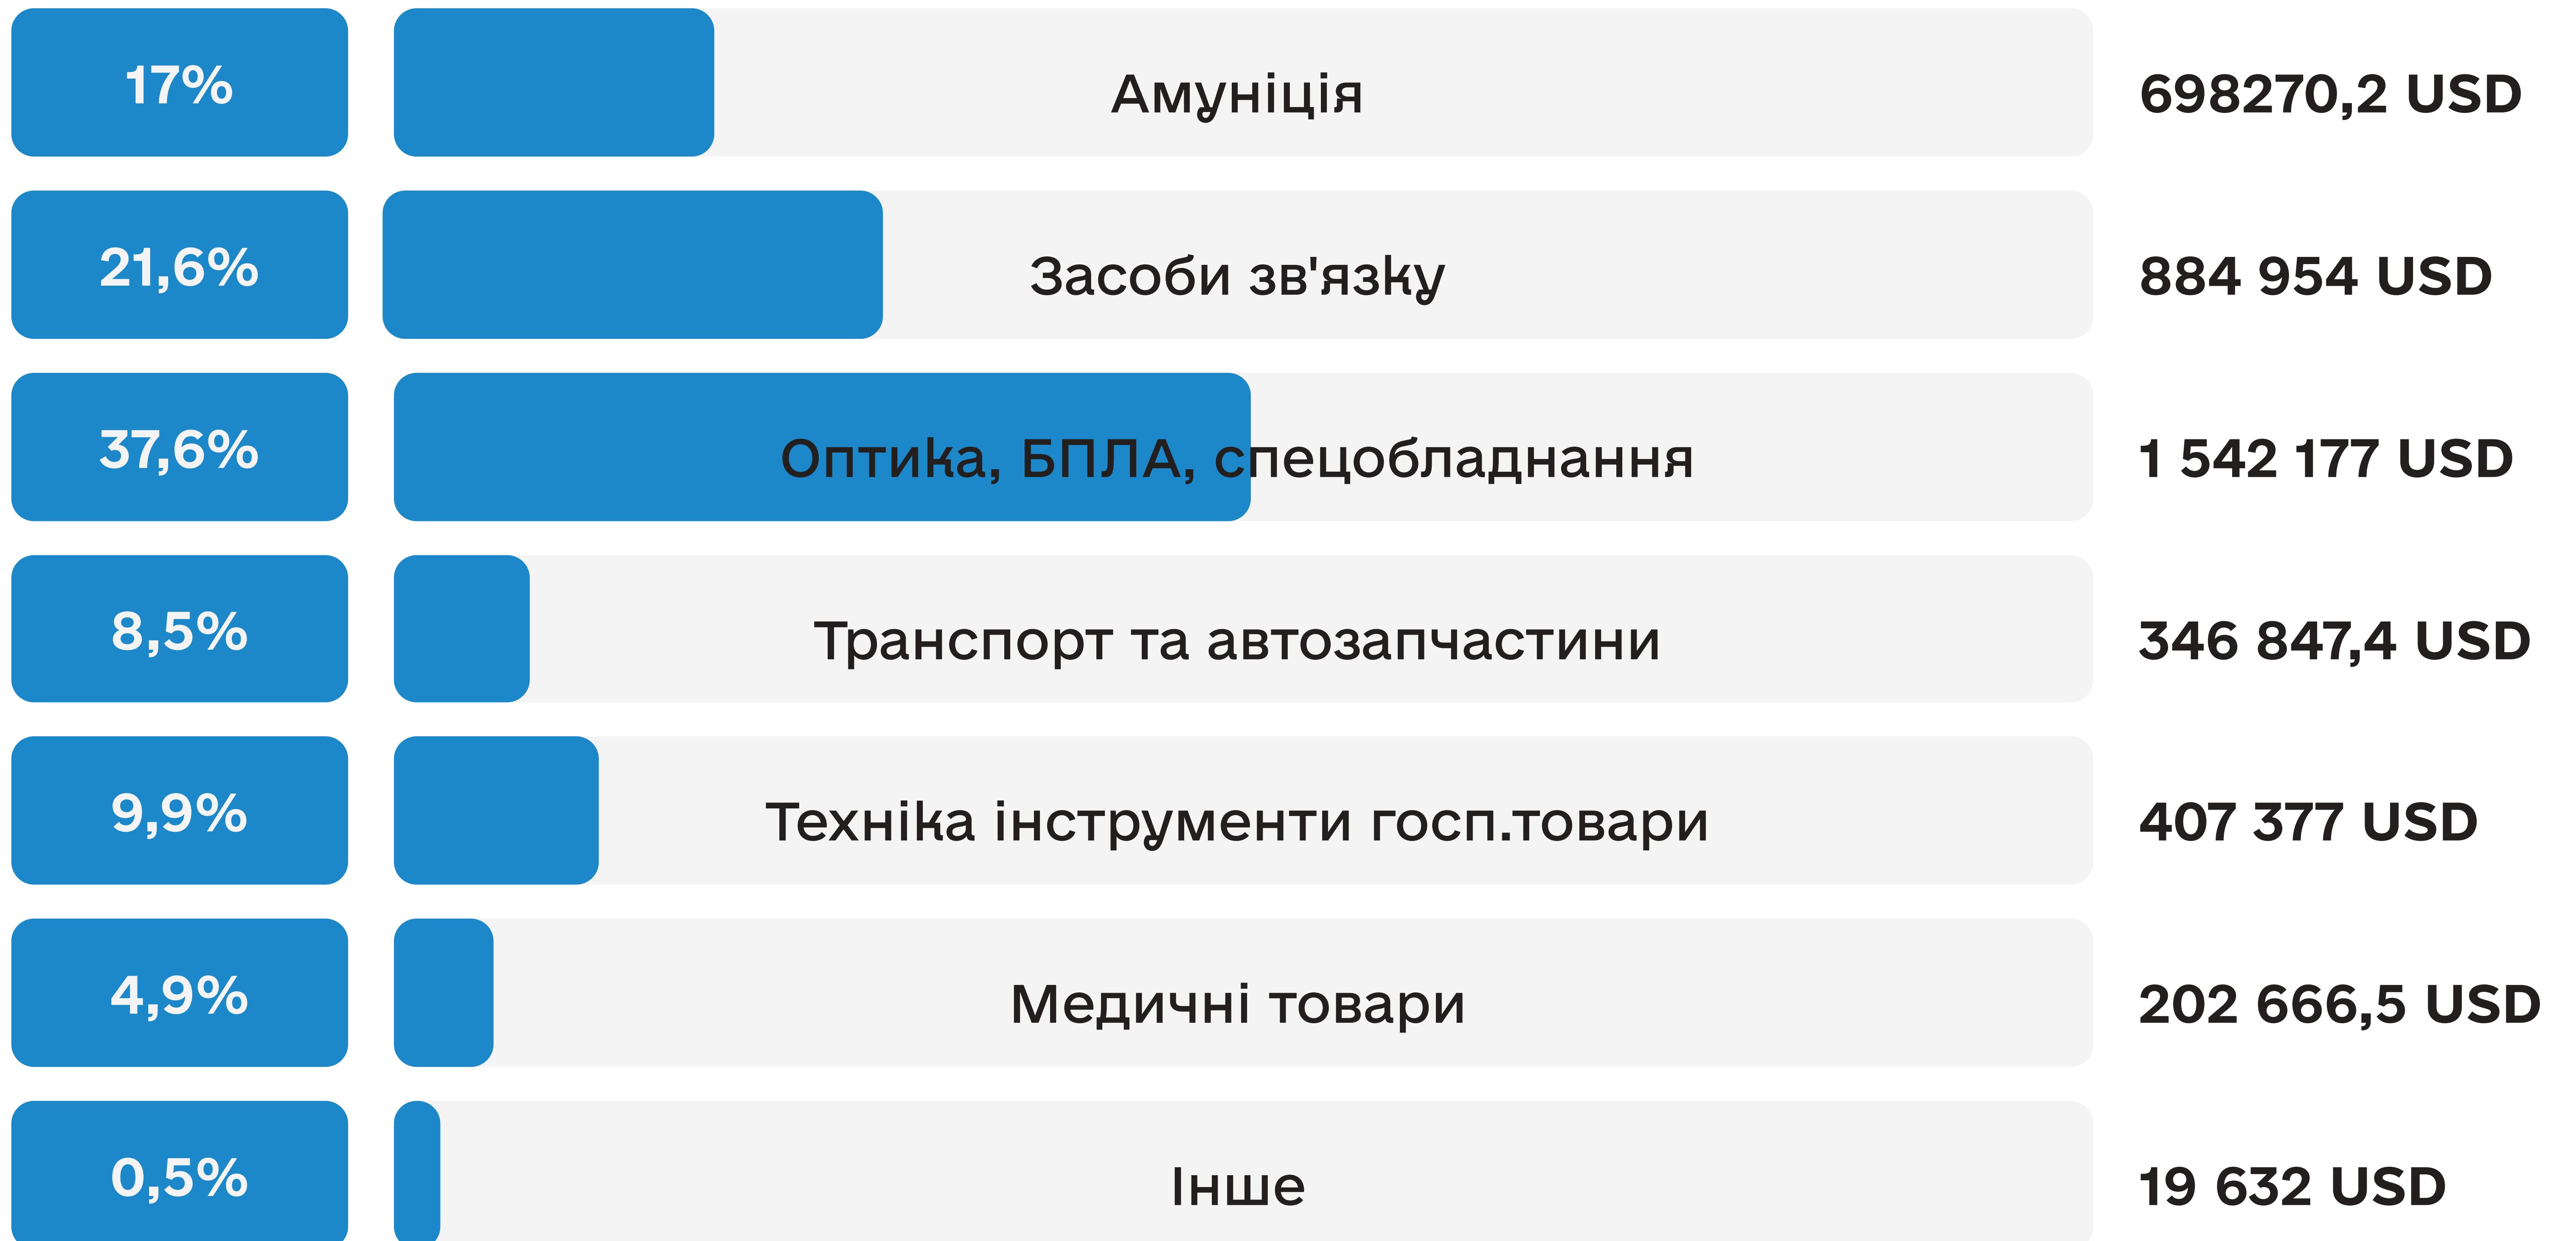 17% Амуніція 698270,2 USD
21,6% Засоби зв'язку 884 954 USD
37,6% Оптика, БПЛА, спецобладнання 1 542 177 USD
8,5% Транспорт та автозапчастини 346 847,4 USD
9,9% Техніка інструменти госп.товари 407 377 USD
4,9% Медичні товари 202 666,5 USD
0,5% Інше 19 632 USD